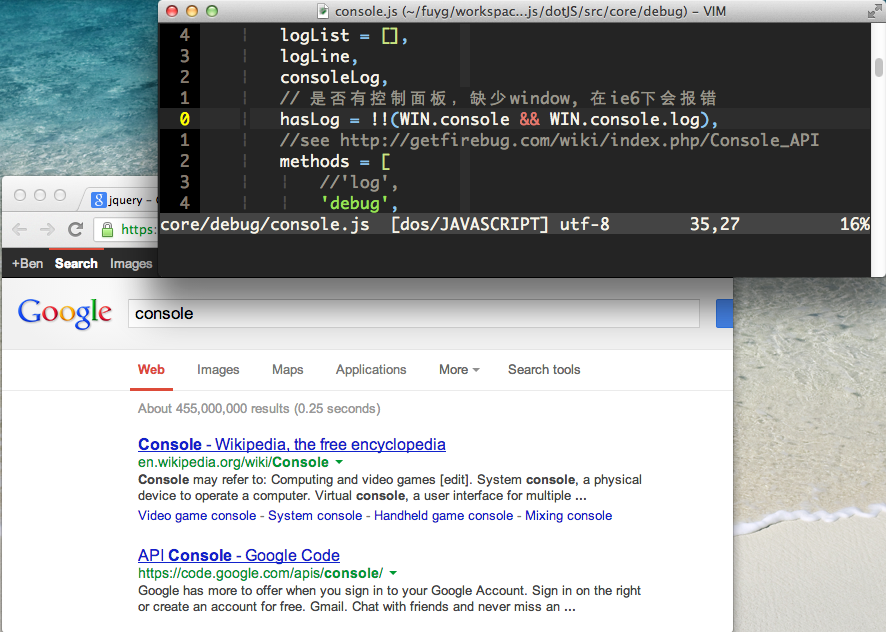 console.js (~/fuyg/workspac...js/dotJS/src/core/debug) – VIM
4 logList = [],
3 logLine,
2 consoleLog,
1 // 是否有控制面板，缺少window, 在ie6下会报错
0 hasLog = !!(WIN.console && WIN.console.log),
1 //see http://getfirebug.com/wiki/index.php/Console_API
2 methods = [
3 //'log',
4 'debug',
core/debug/console.js [dos/JAVASCRIPT] utf-8 35,27 16%
jquery -
https:
+Ben Search Images
Google console
Web Images Maps Applications More Search tools
About 455,000,000 results (0.25 seconds)
Console - Wikipedia, the free encyclopedia
en.wikipedia.org/wiki/Console
Console may refer to: Computing and video games [edit]. System console, a physical
device to operate a computer. Virtual console, a user interface for multiple ...
Video game console - System console - Handheld game console - Mixing console
API Console - Google Code
https://code.google.com/apis/console/
Google has more to offer when you sign in to your Google Account. Sign in on the right
or create an account for free. Gmail. Chat with friends and never miss an ...